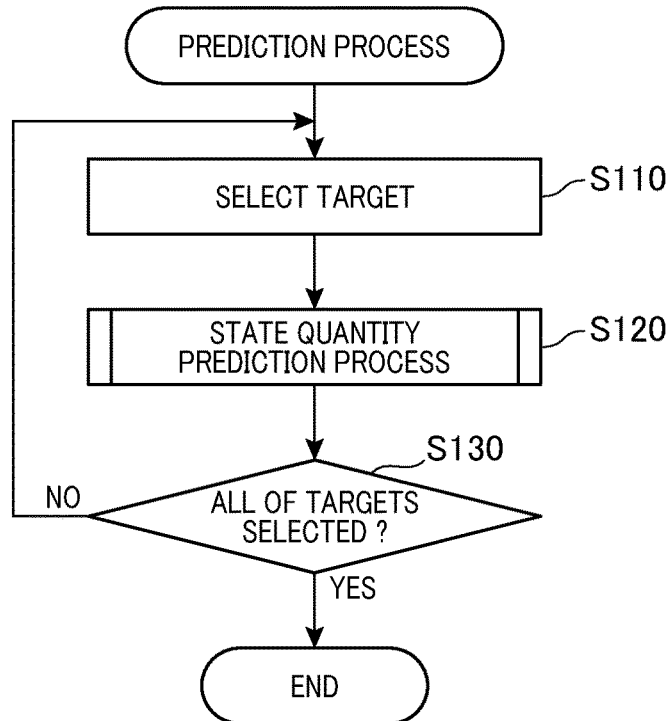 PREDICTION PROCESS
SELECT TARGET
S110
STATE QUANTITY
PREDICTION PROCESS
S120
S130
ALL OF TARGETS
SELECTED ?
NO
YES
END